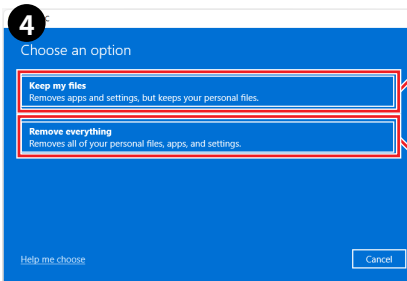 4
Choose an option
Keep my files
Removes apps and settings, but keeps your personal files.
Remove everything
Removes all of your personal files, apps, and settings.
Help me choose
Cancel